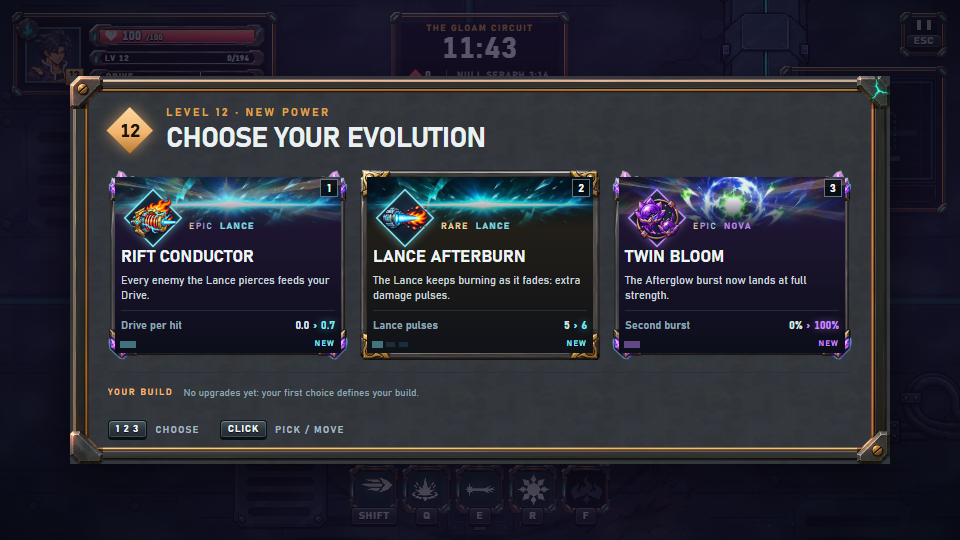 100 /100
LV 12
0/194
DRIVE
THE GLOAM CIRCUIT
11:43
0 NULL SERAPH 3:16
ESC
12
LEVEL 12 · NEW POWER
CHOOSE YOUR EVOLUTION
1
EPIC LANCE
RIFT CONDUCTOR
Every enemy the Lance pierces feeds your
Drive.
Drive per hit 0.0 › 0.7
NEW
2
RARE LANCE
LANCE AFTERBURN
The Lance keeps burning as it fades: extra
damage pulses.
Lance pulses 5 › 6
NEW
3
EPIC NOVA
TWIN BLOOM
The Afterglow burst now lands at full
strength.
Second burst 0% › 100%
NEW
YOUR BUILD No upgrades yet: your first choice defines your build.
1 2 3 CHOOSE CLICK PICK / MOVE
SHIFT Q E R F